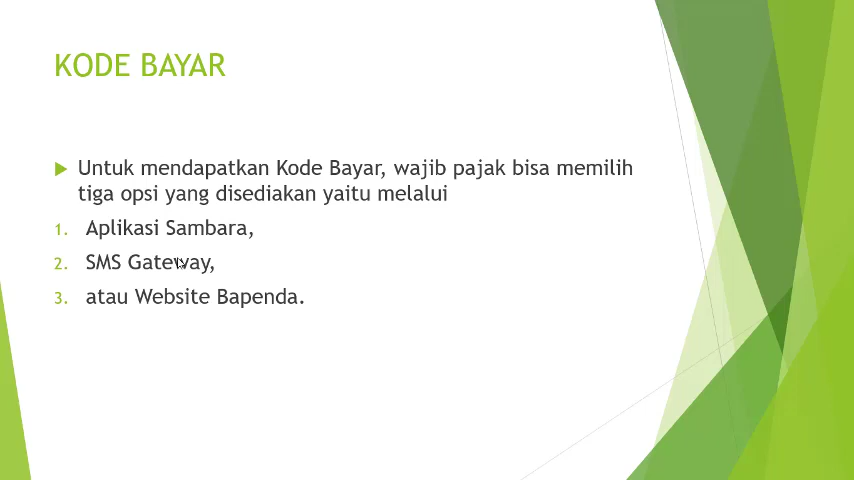 KODE BAYAR
Untuk mendapatkan Kode Bayar, wajib pajak bisa memilih
tiga opsi yang disediakan yaitu melalui
1. Aplikasi Sambara,
2. SMS Gateway,
3. atau Website Bapenda.